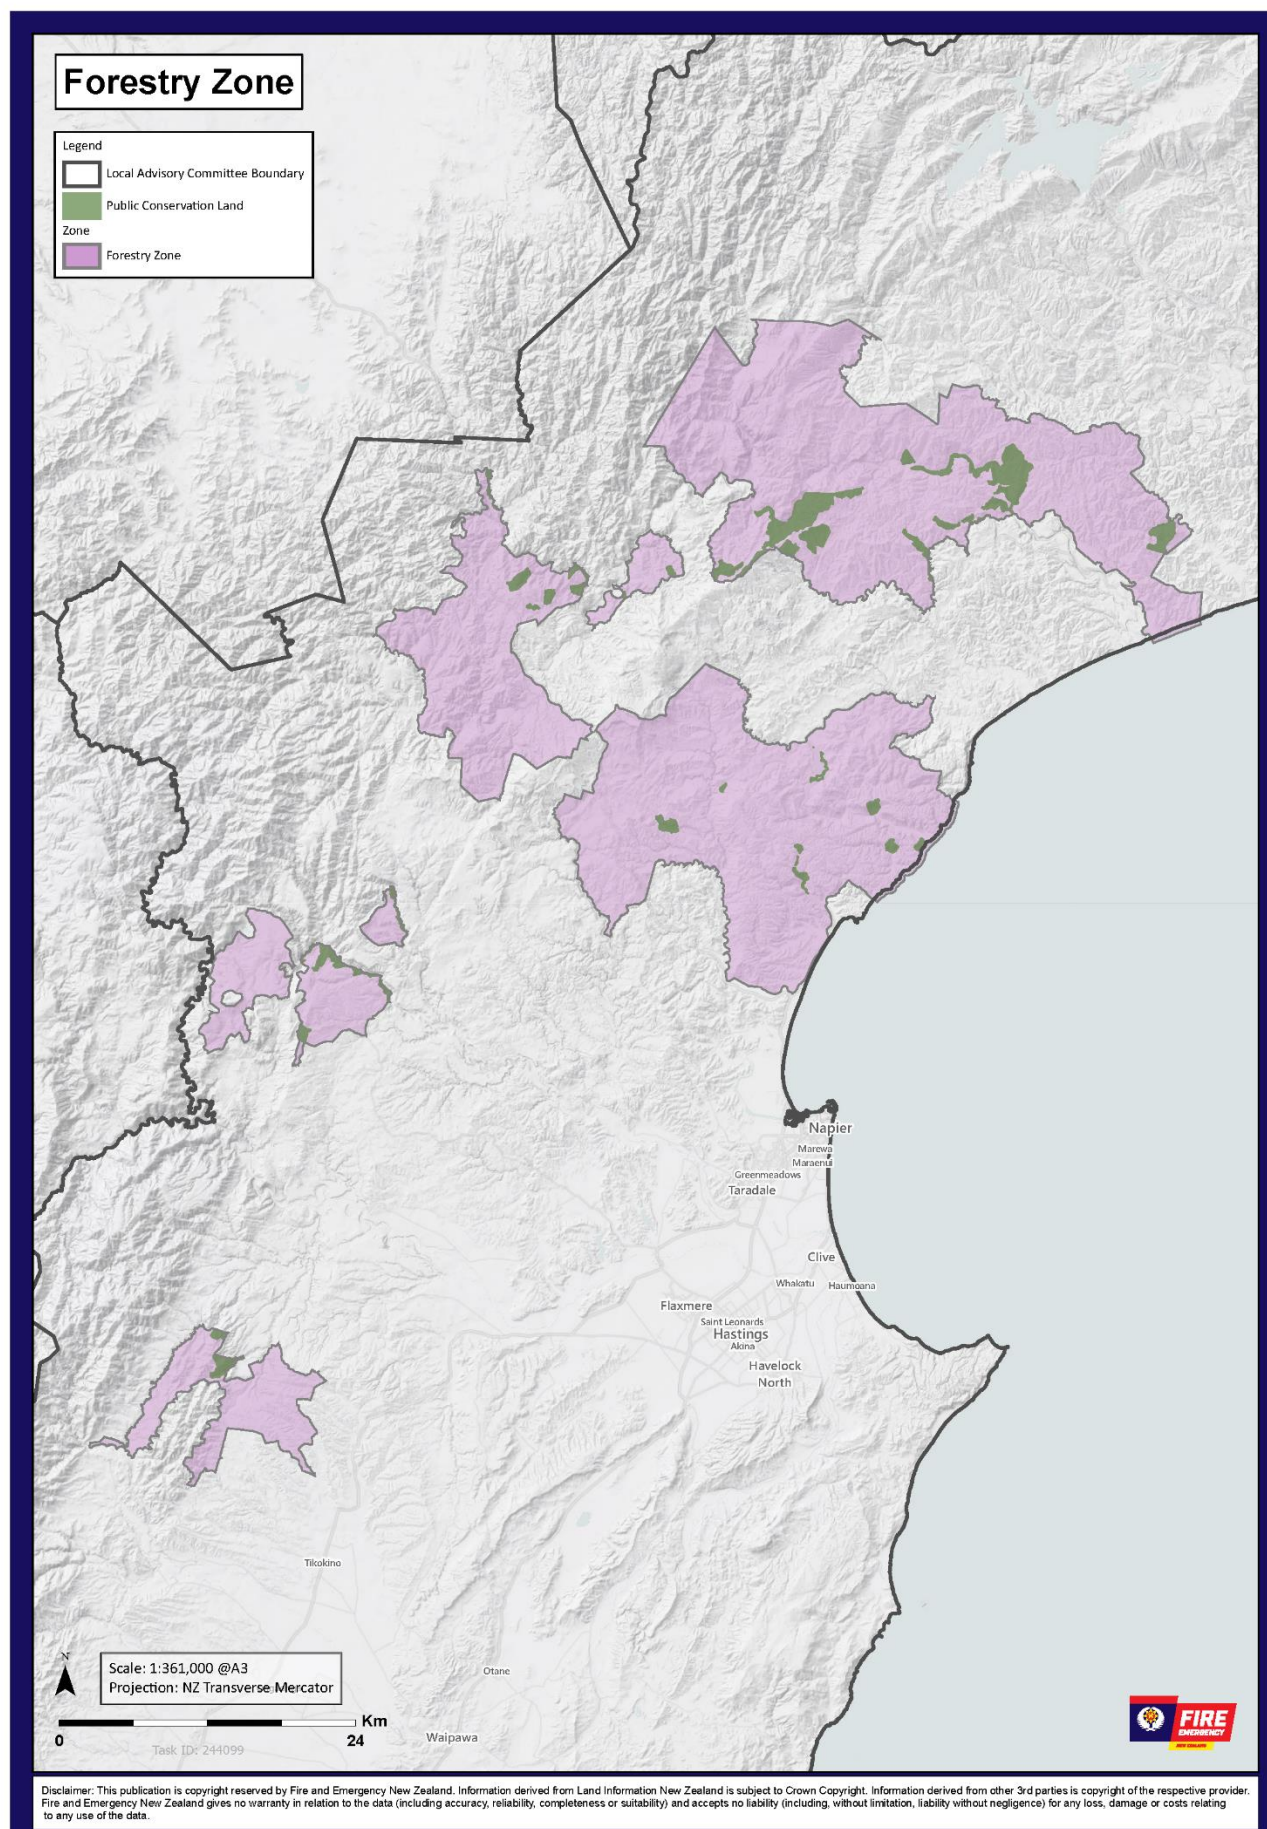 Forestry Zone
Legend
Local Advisory Committee Boundary
Public Conservation Land
Zone
Forestry Zone
Napier
Marewa
Maraenui
Greenmeadows
Taradale
Clive
Whakatu
Haumoana
Flaxmere
Saint Leonards
Hastings
Akina
Havelock
North
Tikokino
Otane
Waipawa
N
Scale: 1:361,000 @A3
Projection: NZ Transverse Mercator
Km
0
24
Task ID: 244099
FIRE
EMERGENCY
NEW ZEALAND
Disclaimer: This publication is copyright reserved by Fire and Emergency New Zealand. Information derived from Land Information New Zealand is subject to Crown Copyright. Information derived from other 3rd parties is copyright of the respective provider.
Fire and Emergency New Zealand gives no warranty in relation to the data (including accuracy, reliability, completeness or suitability) and accepts no liability (including, without limitation, liability without negligence) for any loss, damage or costs relating
to any use of the data.